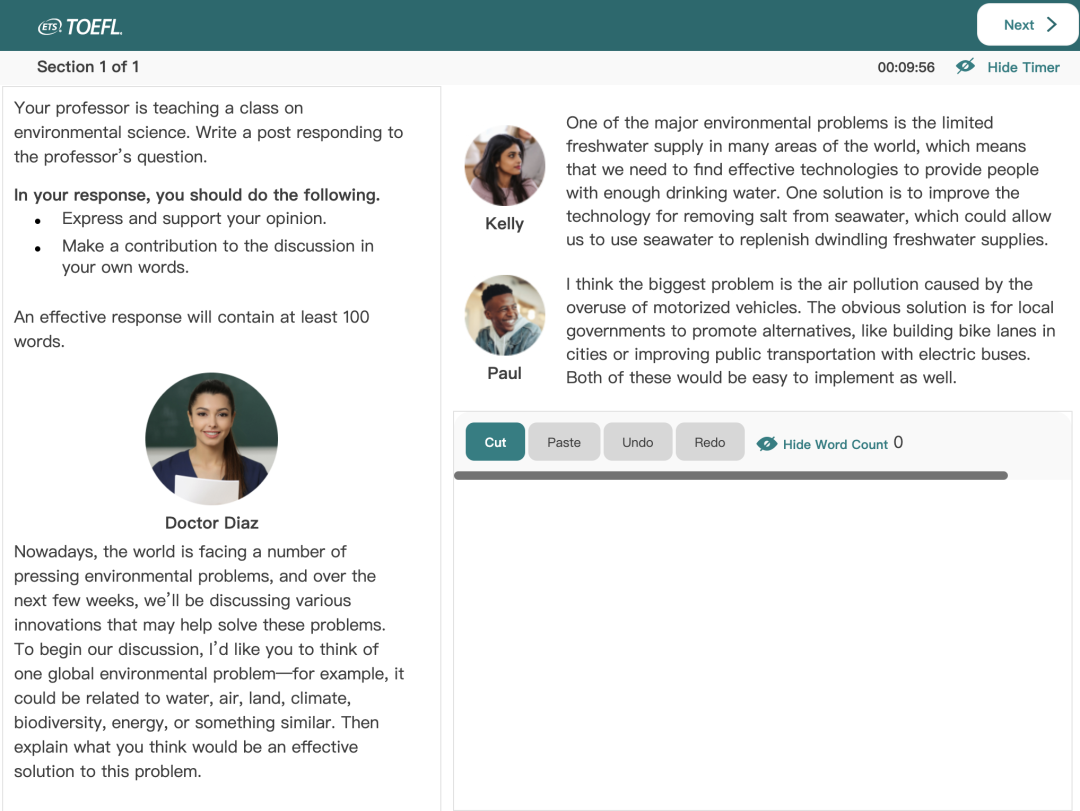 ETS TOEFL.
Next
Section 1 of 1
00:09:56
Hide Timer
Your professor is teaching a class on
environmental science. Write a post responding to
the professor's question.
In your response, you should do the following.
• Express and support your opinion.
• Make a contribution to the discussion in
your own words.
An effective response will contain at least 100
words.
Doctor Diaz
Nowadays, the world is facing a number of
pressing environmental problems, and over the
next few weeks, we'll be discussing various
innovations that may help solve these problems.
To begin our discussion, I'd like you to think of
one global environmental problem—for example, it
could be related to water, air, land, climate,
biodiversity, energy, or something similar. Then
explain what you think would be an effective
solution to this problem.
One of the major environmental problems is the limited
freshwater supply in many areas of the world, which means
that we need to find effective technologies to provide people
with enough drinking water. One solution is to improve the
technology for removing salt from seawater, which could allow
us to use seawater to replenish dwindling freshwater supplies.
Kelly
I think the biggest problem is the air pollution caused by the
overuse of motorized vehicles. The obvious solution is for local
governments to promote alternatives, like building bike lanes in
cities or improving public transportation with electric buses.
Both of these would be easy to implement as well.
Paul
Cut
Paste
Undo
Redo
Hide Word Count 0